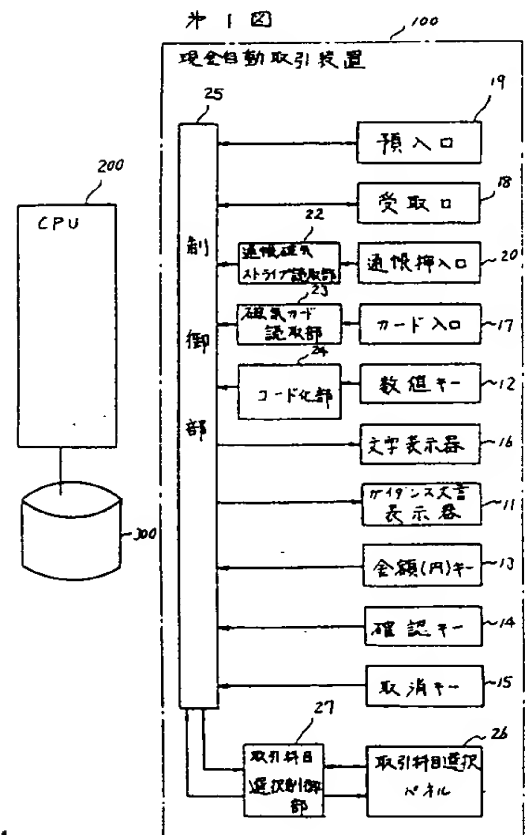 第1図
100
現金自動取引装置
25
制御部
200
CPU
300
19
預入口
18
受取口
22
通帳磁気
ストライプ読取部
通帳挿入口
20
23
磁気カード
読取部
カード入口
17
24
コード化部
数値キー
12
文字表示器
16
ガイダンス文言
表示器
11
金額(円)キー
13
確認キー
14
取消キー
15
27
取引科目
選択制御部
26
取引科目選択
パネル